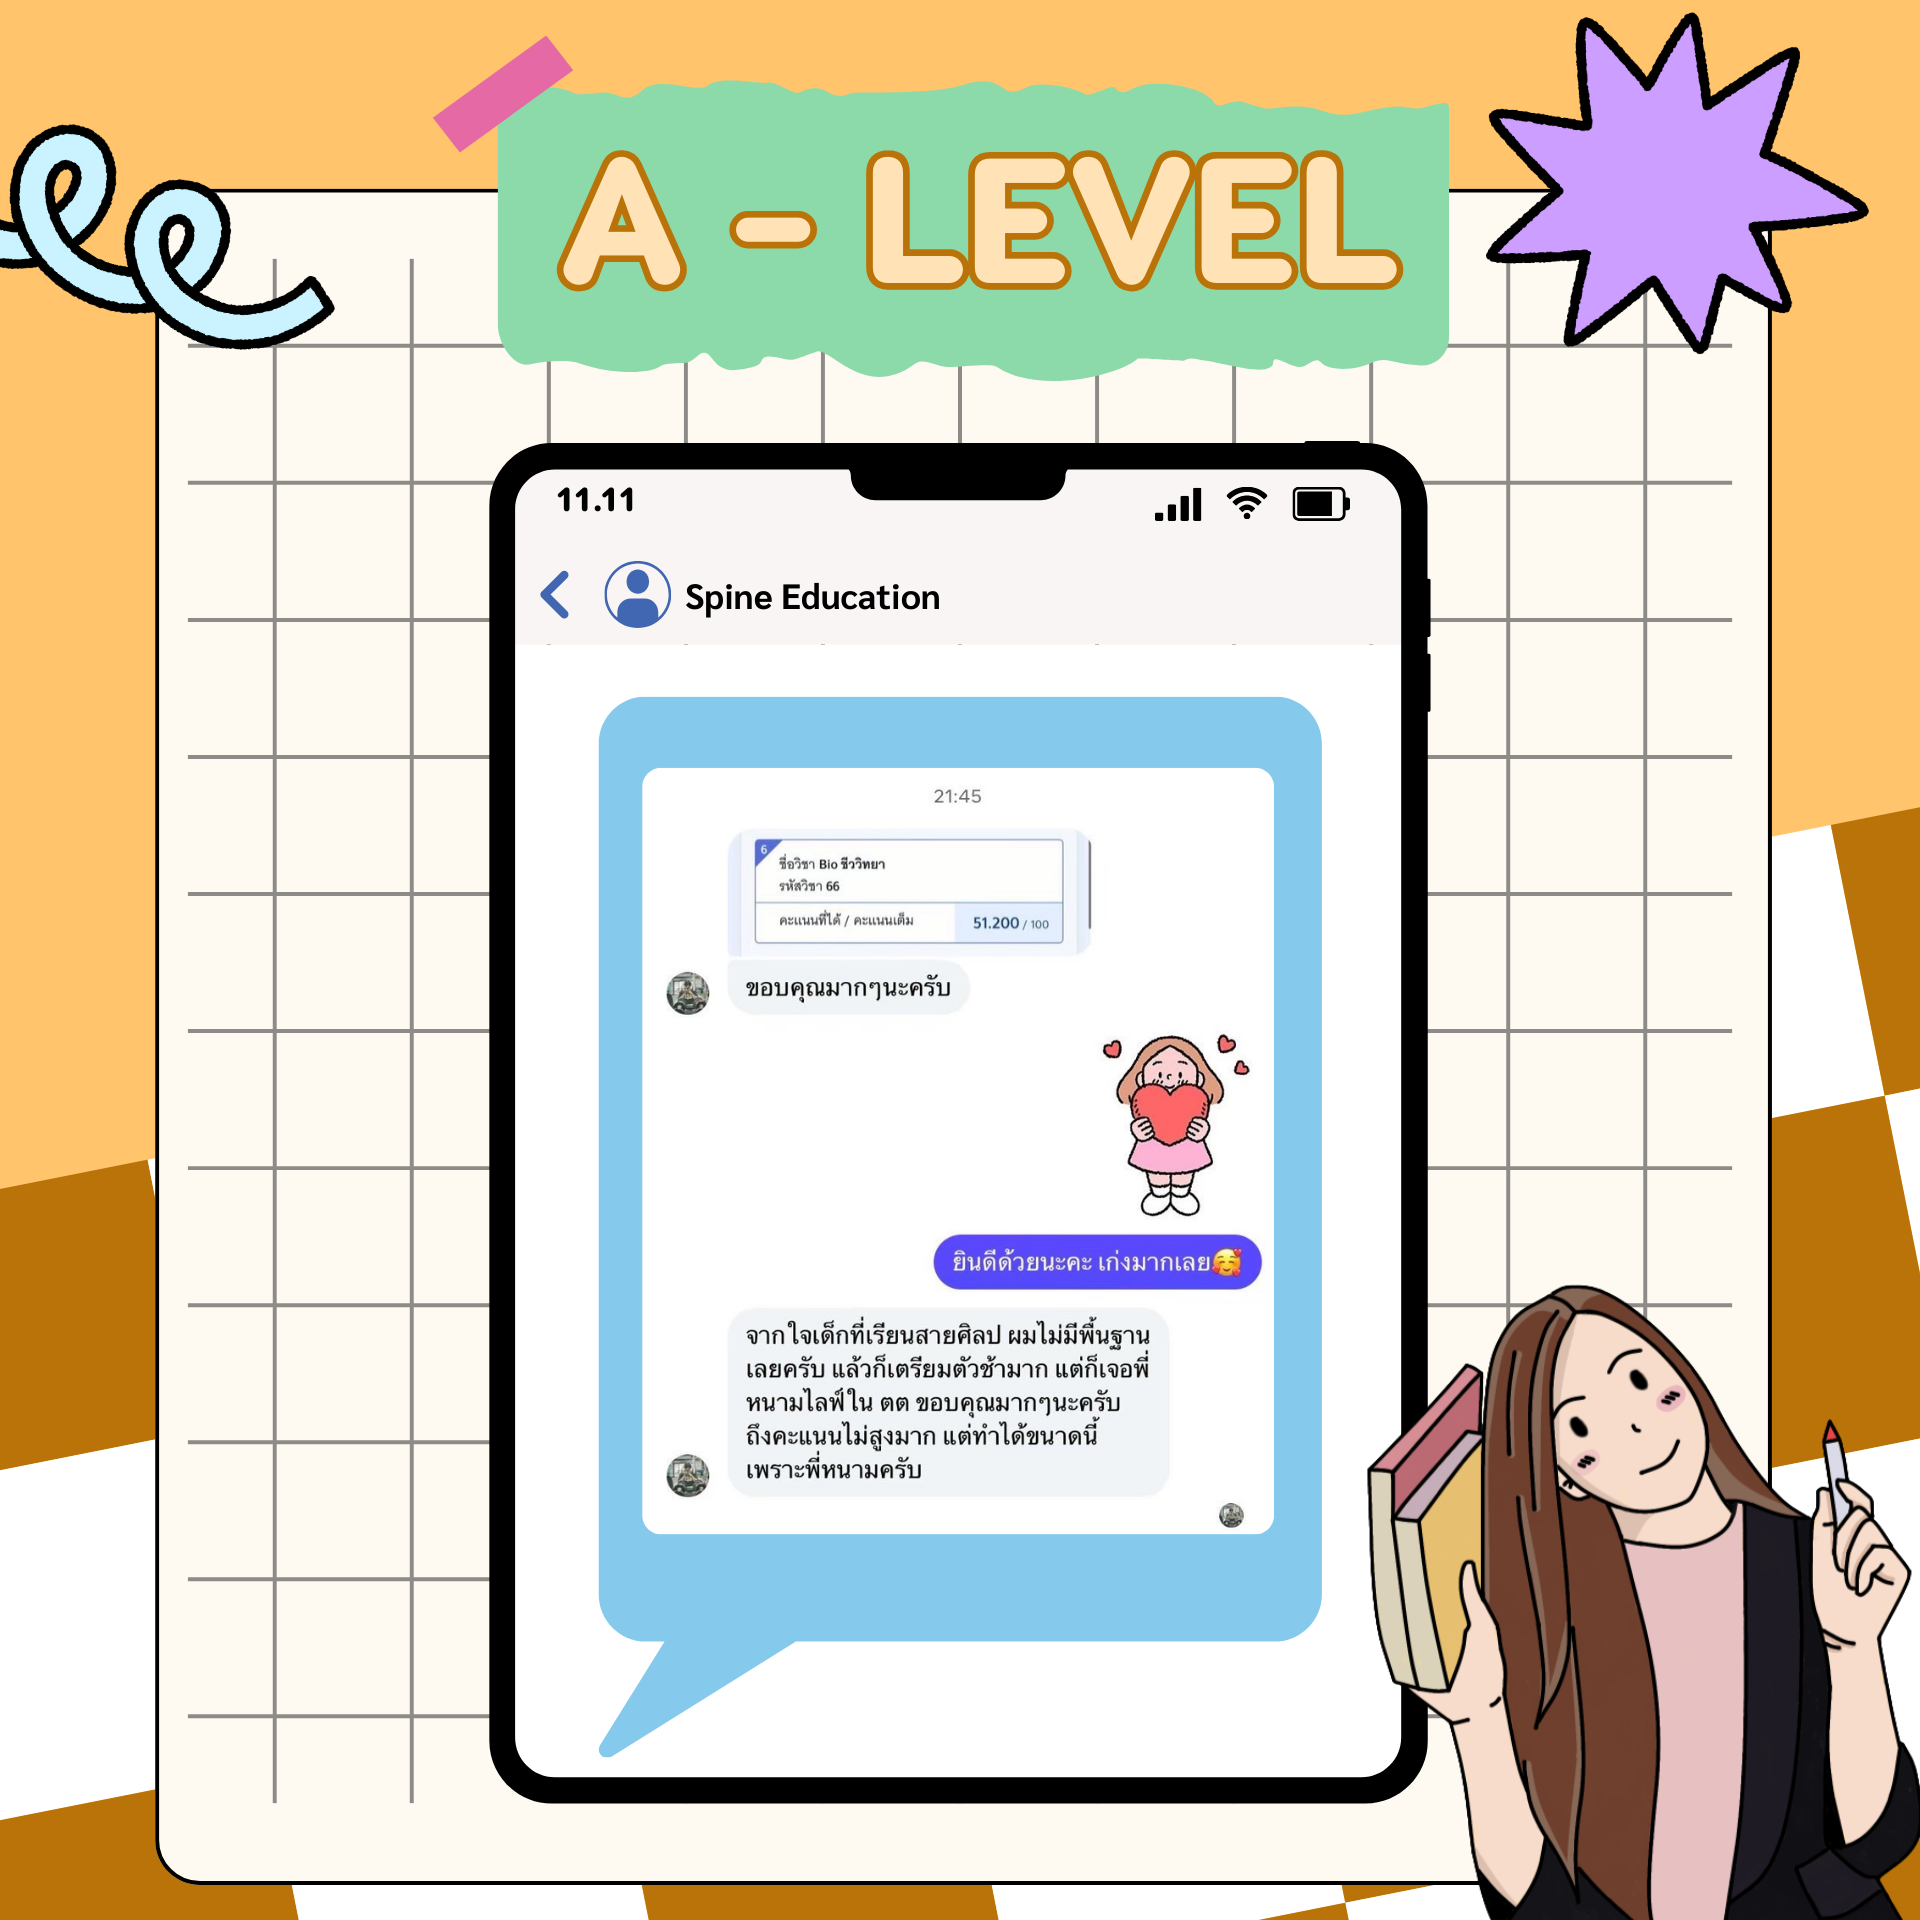 A - LEVEL
11.11
Spine Education
21:45
6
ชื่อวิชา Bio ชีววิทยา
รหัสวิชา 66
คะแนนที่ได้ / คะแนนเต็ม 51.200 / 100
ขอบคุณมากๆนะครับ
ยินดีด้วยนะคะ เก่งมากเลย🥰
จากใจเด็กที่เรียนสายศิลป ผมไม่มีพื้นฐาน
เลยครับ แล้วก็เตรียมตัวช้ามาก แต่ก็เจอพี่
หนามไลฟ์ใน ตต ขอบคุณมากๆนะครับ
ถึงคะแนนไม่สูงมาก แต่ทำได้ขนาดนี้
เพราะพี่หนามครับ